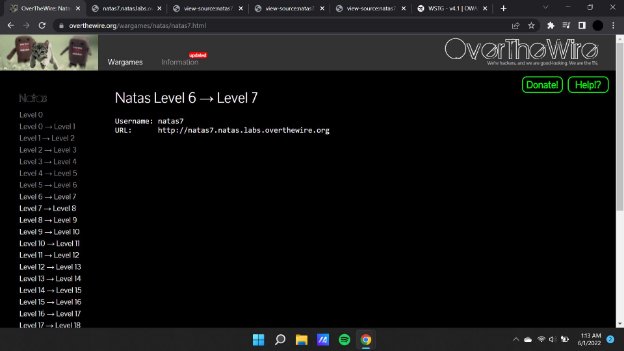 OverTheWire: Nat
natas7.natas.labs.o
view-source:natas7
view-source:natas7
view-source:natas7
WSTG - v4.1 | OWA
overthewire.org/wargames/natas/natas7.html
OverTheWire
We're hackers, and we are good-looking. We are the 1%.
updated
Wargames Information
Donate! Help!?
Natas
Natas Level 6 → Level 7
Username: natas7
URL: http://natas7.natas.labs.overthewire.org
Level 0
Level 0 → Level 1
Level 1 → Level 2
Level 2 → Level 3
Level 3 → Level 4
Level 4 → Level 5
Level 5 → Level 6
Level 6 → Level 7
Level 7 → Level 8
Level 8 → Level 9
Level 9 → Level 10
Level 10 → Level 11
Level 11 → Level 12
Level 12 → Level 13
Level 13 → Level 14
Level 14 → Level 15
Level 15 → Level 16
Level 16 → Level 17
Level 17 → Level 18
1:13 AM
6/1/2022
2